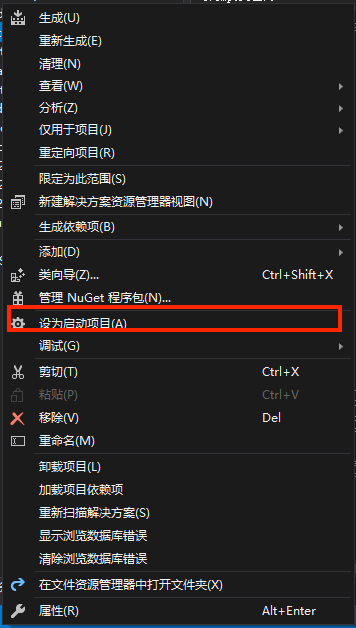 生成(U)
重新生成(E)
清理(N)
查看(W)
分析(Z)
仅用于项目(J)
重定向项目(R)
限定为此范围(S)
新建解决方案资源管理器视图(N)
生成依赖项(B)
添加(D)
类向导(Z)... Ctrl+Shift+X
管理 NuGet 程序包(N)...
设为启动项目(A)
调试(G)
剪切(T) Ctrl+X
粘贴(P) Ctrl+V
移除(V) Del
重命名(M)
卸载项目(L)
加载项目依赖项
重新扫描解决方案(S)
显示浏览数据库错误
清除浏览数据库错误
在文件资源管理器中打开文件夹(X)
属性(R) Alt+Enter